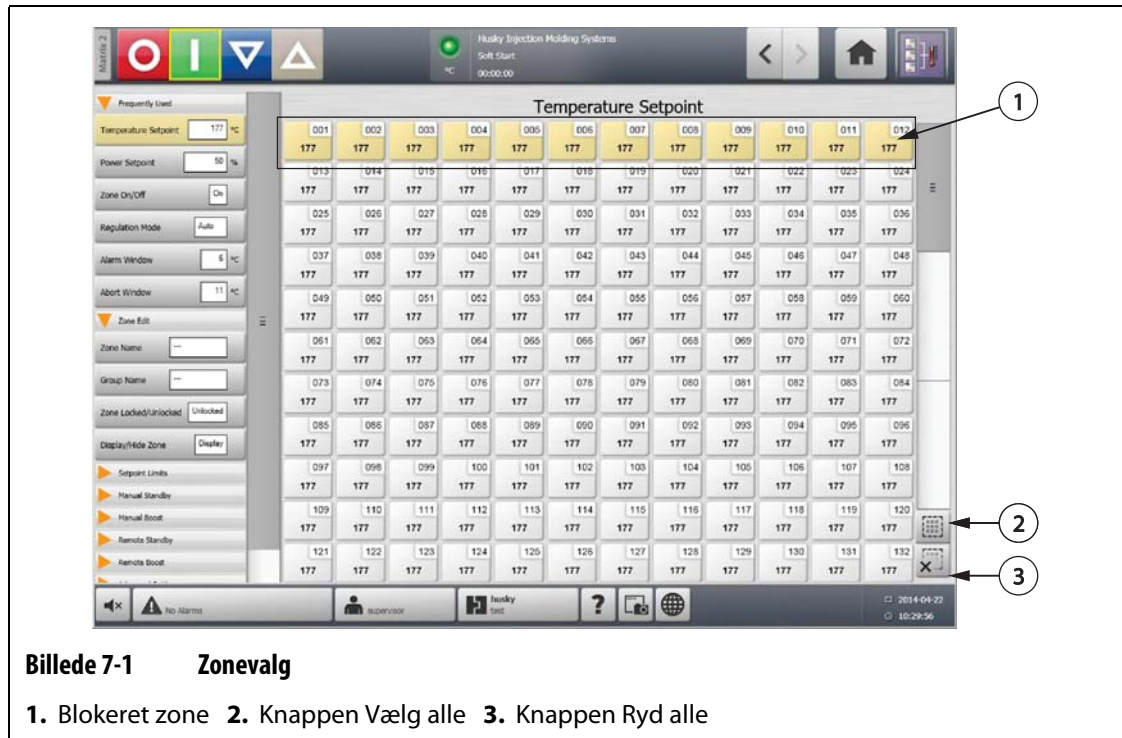 Matrix 2
Husky Injection Molding Systems
Soft Start
°C 00:00:00
Frequently Used
Temperature Setpoint 177 °C
Power Setpoint 50 %
Zone On/Off On
Regulation Mode Auto
Alarm Window 6 °C
Abort Window 11 °C
Zone Edit
Zone Name ---
Group Name ---
Zone Locked/Unlocked Unlocked
Display/Hide Zone Display
Setpoint Limits
Manual Standby
Manual Boost
Remote Standby
Remote Boost
Temperature Setpoint
001 002 003 004 005 006 007 008 009 010 011 012
177 177 177 177 177 177 177 177 177 177 177 177
013 014 015 016 017 018 019 020 021 022 023 024
177 177 177 177 177 177 177 177 177 177 177 177
025 026 027 028 029 030 031 032 033 034 035 036
177 177 177 177 177 177 177 177 177 177 177 177
037 038 039 040 041 042 043 044 045 046 047 048
177 177 177 177 177 177 177 177 177 177 177 177
049 050 051 052 053 054 055 056 057 058 059 060
177 177 177 177 177 177 177 177 177 177 177 177
061 062 063 064 065 066 067 068 069 070 071 072
177 177 177 177 177 177 177 177 177 177 177 177
073 074 075 076 077 078 079 080 081 082 083 084
177 177 177 177 177 177 177 177 177 177 177 177
085 086 087 088 089 090 091 092 093 094 095 096
177 177 177 177 177 177 177 177 177 177 177 177
097 098 099 100 101 102 103 104 105 106 107 108
177 177 177 177 177 177 177 177 177 177 177 177
109 110 111 112 113 114 115 116 117 118 119 120
177 177 177 177 177 177 177 177 177 177 177 177
121 122 123 124 125 126 127 128 129 130 131 132
177 177 177 177 177 177 177 177 177 177 177 177
1
2
3
No Alarms
supervisor
husky
test
?
2014-04-22
10:29:56
Billede 7-1 Zonevalg
1. Blokeret zone 2. Knappen Vælg alle 3. Knappen Ryd alle